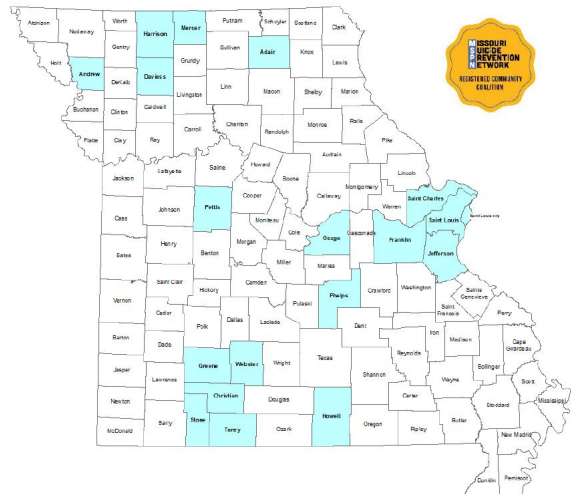 Atchison
Nodaway
Worth
Harrison
Mercer
Putnam
Schuyler
Scotland
Clark
Gentry
Sullivan
Adair
Knox
Lewis
Holt
Andrew
DeKalb
Daviess
Grundy
Linn
Macon
Shelby
Marion
Livingston
Buchanan
Clinton
Caldwell
Chariton
Randolph
Monroe
Ralls
Pike
Platte
Clay
Ray
Carroll
Audrain
Lafayette
Saline
Howard
Boone
Callaway
Montgomery
Lincoln
Warren
Saint Charles
Jackson
Johnson
Pettis
Cooper
Moniteau
Cole
Osage
Gasconade
Franklin
Saint Louis
Saint Louis city
Jefferson
Cass
Henry
Benton
Morgan
Miller
Maries
Bates
Saint Clair
Hickory
Camden
Pulaski
Phelps
Crawford
Washington
Saint Francois
Sainte Genevieve
Perry
Vernon
Cedar
Polk
Dallas
Laclede
Dent
Iron
Madison
Cape Girardeau
Barton
Dade
Greene
Webster
Wright
Texas
Reynolds
Bollinger
Jasper
Lawrence
Christian
Douglas
Shannon
Wayne
Scott
Newton
Stone
Taney
Ozark
Howell
Carter
Stoddard
Mississippi
McDonald
Barry
Oregon
Ripley
Butler
New Madrid
Dunklin
Pemiscot
MISSOURI
SUICIDE
PREVENTION
NETWORK
REGISTERED COMMUNITY
COALITION